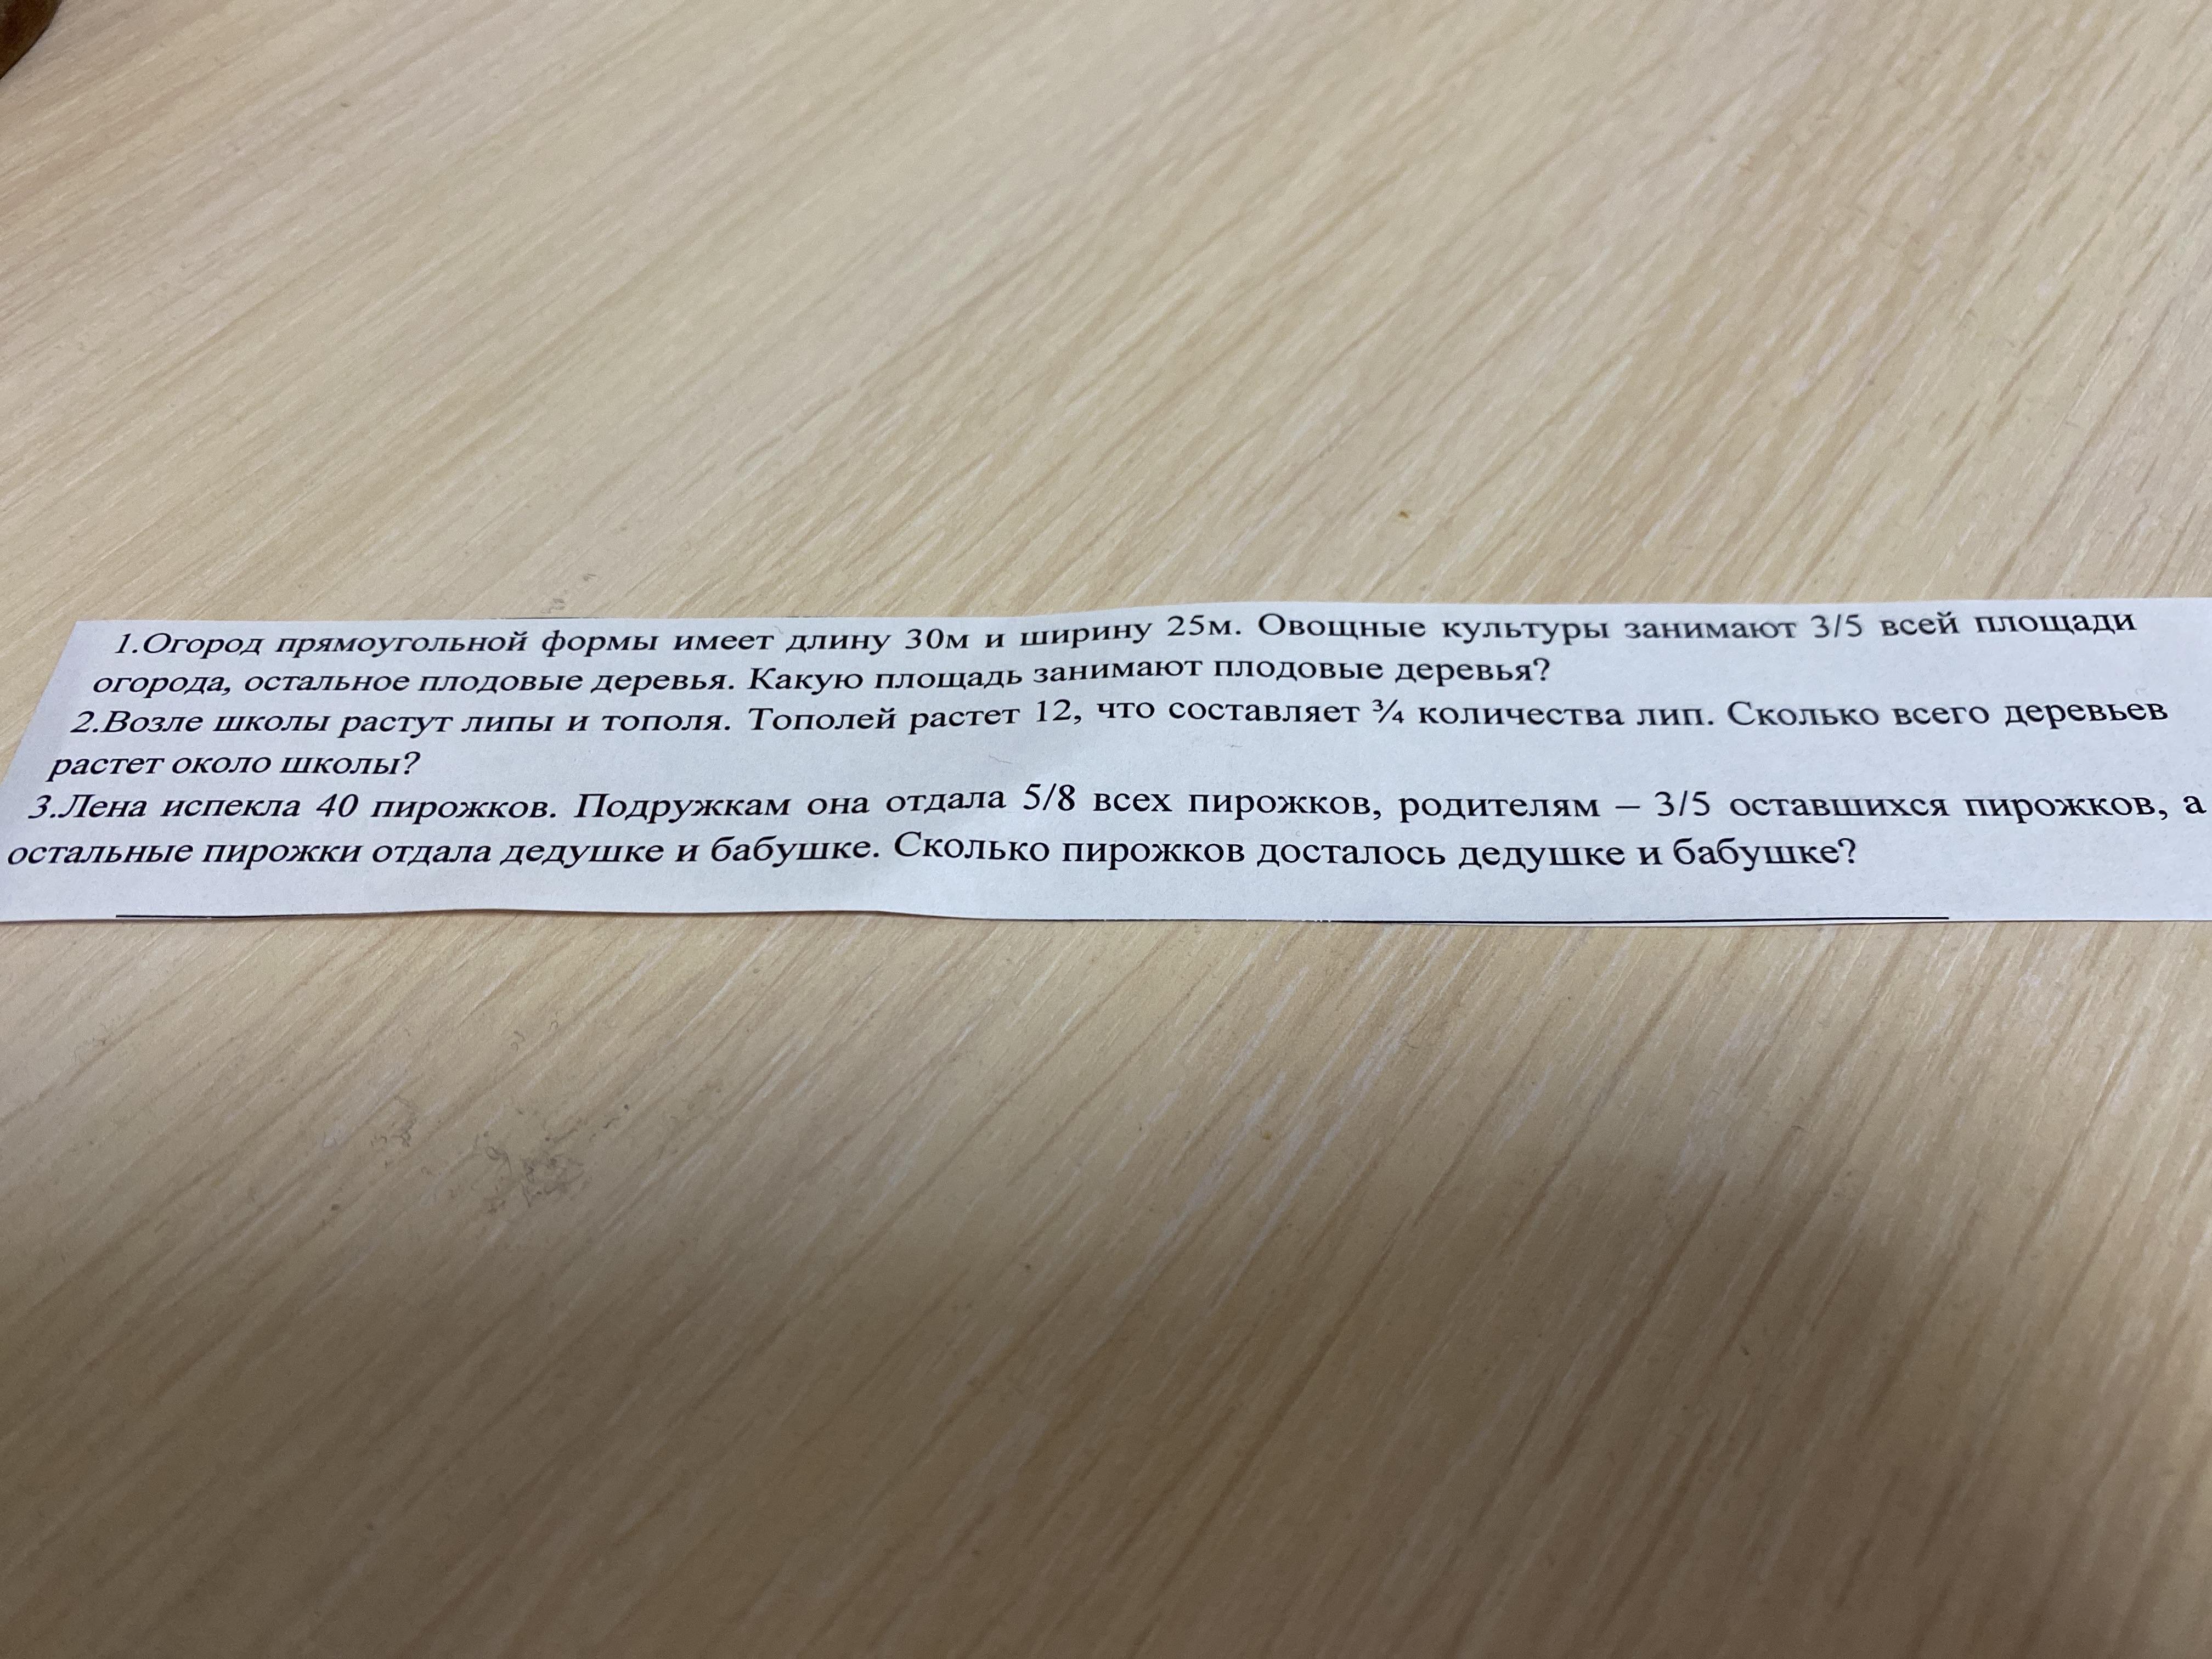 1.Огород прямоугольной формы имеет длину 30м и ширину 25м. Овощные культуры занимают 3/5 всей площади
огорода, остальное плодовые деревья. Какую площадь занимают плодовые деревья?
2.Возле школы растут липы и тополя. Тополей растет 12, что составляет ¾ количества лип. Сколько всего деревьев
растет около школы?
3.Лена испекла 40 пирожков. Подружкам она отдала 5/8 всех пирожков, родителям – 3/5 оставшихся пирожков, а
остальные пирожки отдала дедушке и бабушке. Сколько пирожков досталось дедушке и бабушке?